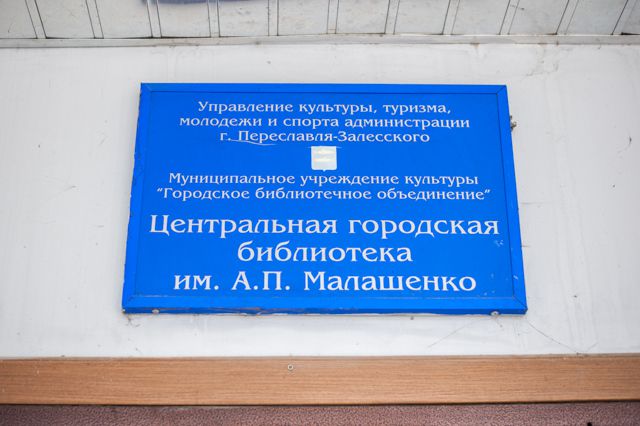 Управление культуры, туризма,
молодежи и спорта администрации
г. Переславля-Залесского
Муниципальное учреждение культуры
"Городское библиотечное объединение"
Центральная городская
библиотека
им. А.П. Малашенко